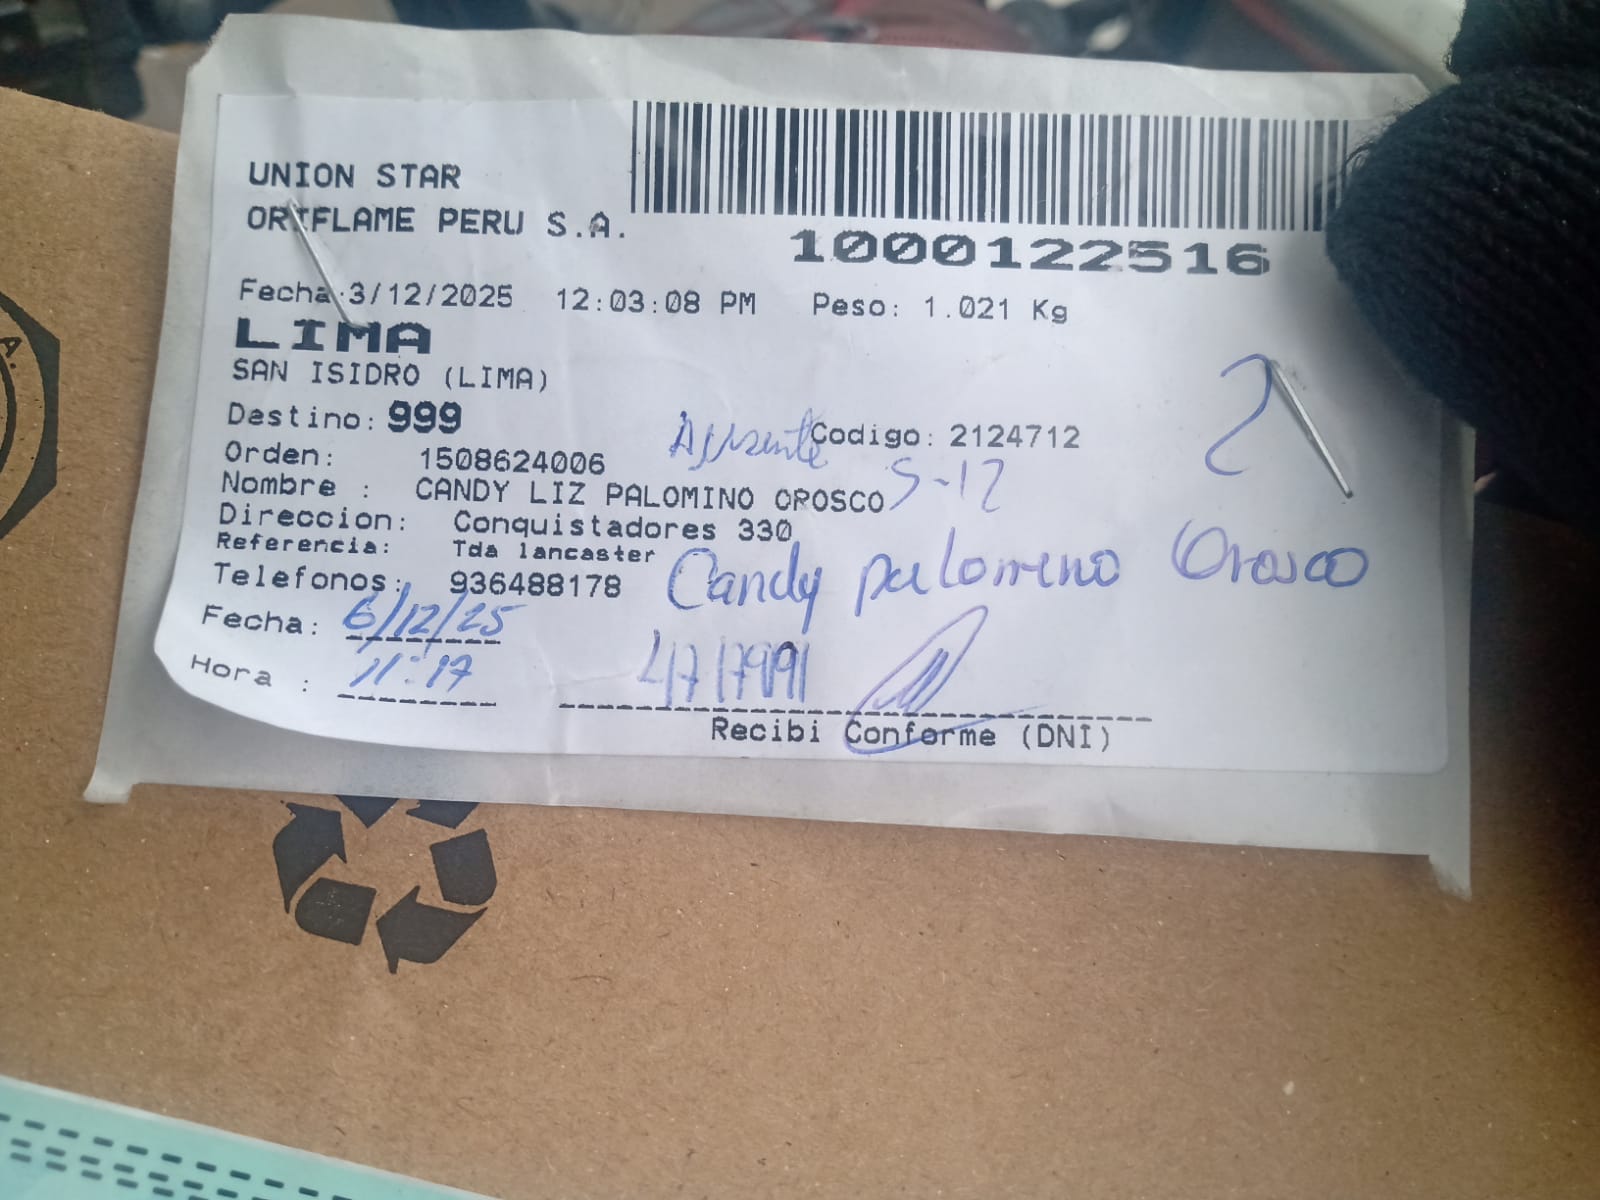 UNION STAR
ORIFLAME PERU S.A.
1000122516
Fecha:3/12/2025 12:03:08 PM Peso: 1.021 Kg
LIMA
SAN ISIDRO (LIMA)
2
Destino: 999
Codigo: 2124712
Orden: 1508624006
S-12
Nombre : CANDY LIZ PALOMINO OROSCO
Direccion: Conquistadores 330
Referencia: Tda lancaster
Candy palomino Orosco
Telefonos: 936488178
Fecha: 6/12/25
Hora : 11:17
Recibi Conforme (DNI)